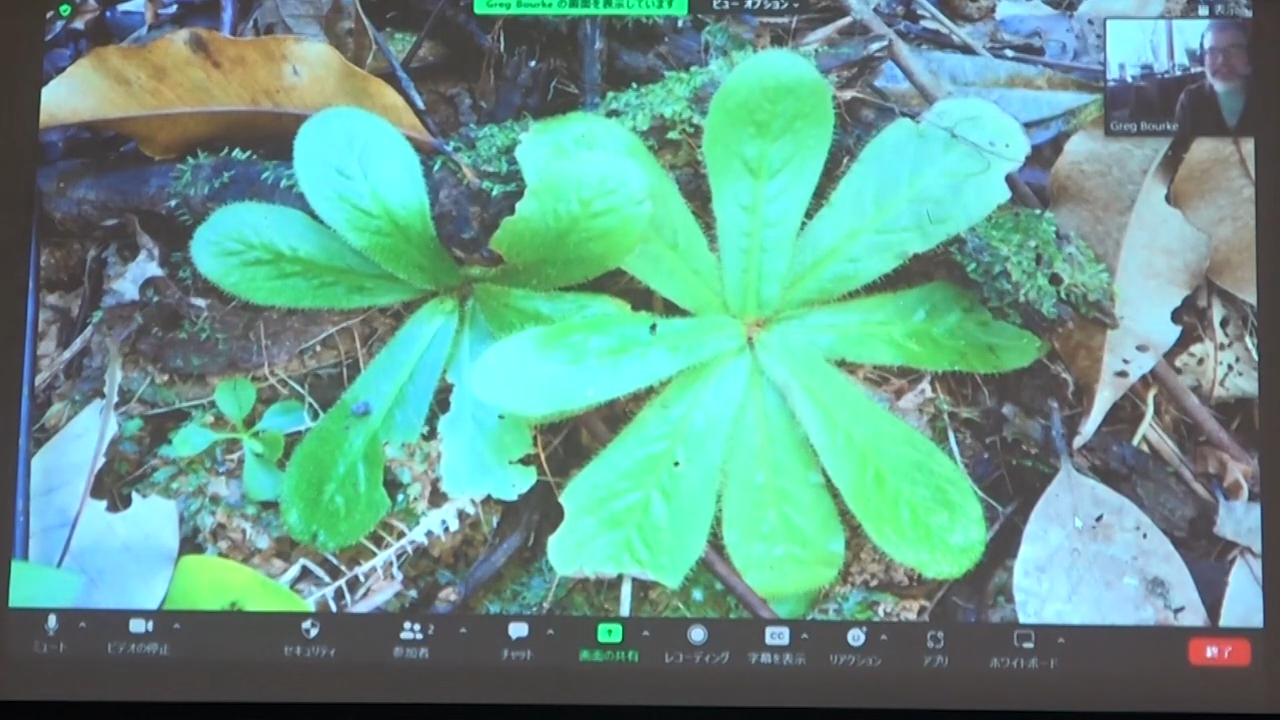 Greg Bourke の画面を表示しています
ビュー オプション
表示
Greg Bourke
ミュート
ビデオの停止
セキュリティ
参加者
2
チャット
画面の共有
レコーディング
CC
字幕を表示
リアクション
アプリ
ホワイトボード
終了